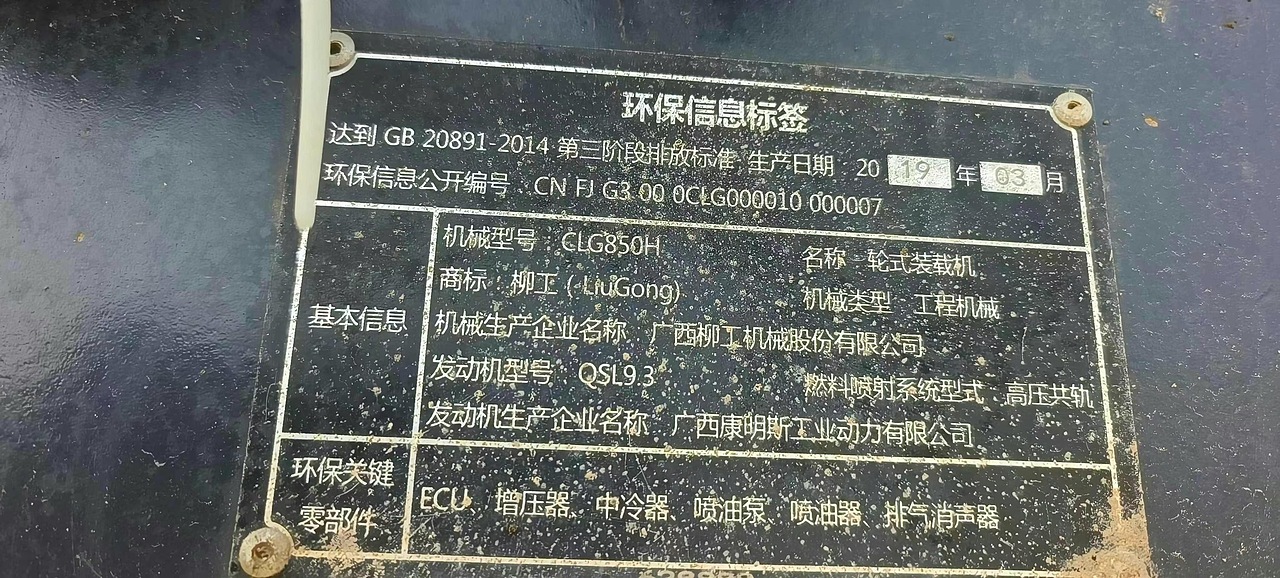 环保信息标签
达到 GB 20891-2014 第三阶段排放标准 生产日期 2019年03月
环保信息公开编号 CN FJ G3 00 0CLG000010 000007
基本信息
机械型号 CLG850H 名称 轮式装载机
商标 柳工 ( LiuGong) 机械类型 工程机械
机械生产企业名称 广西柳工机械股份有限公司
发动机型号 QSL9.3 燃料喷射系统型式 高压共轨
发动机生产企业名称 广西康明斯工业动力有限公司
环保关键零部件
ECU、增压器、中冷器、喷油泵、喷油器、排气消声器